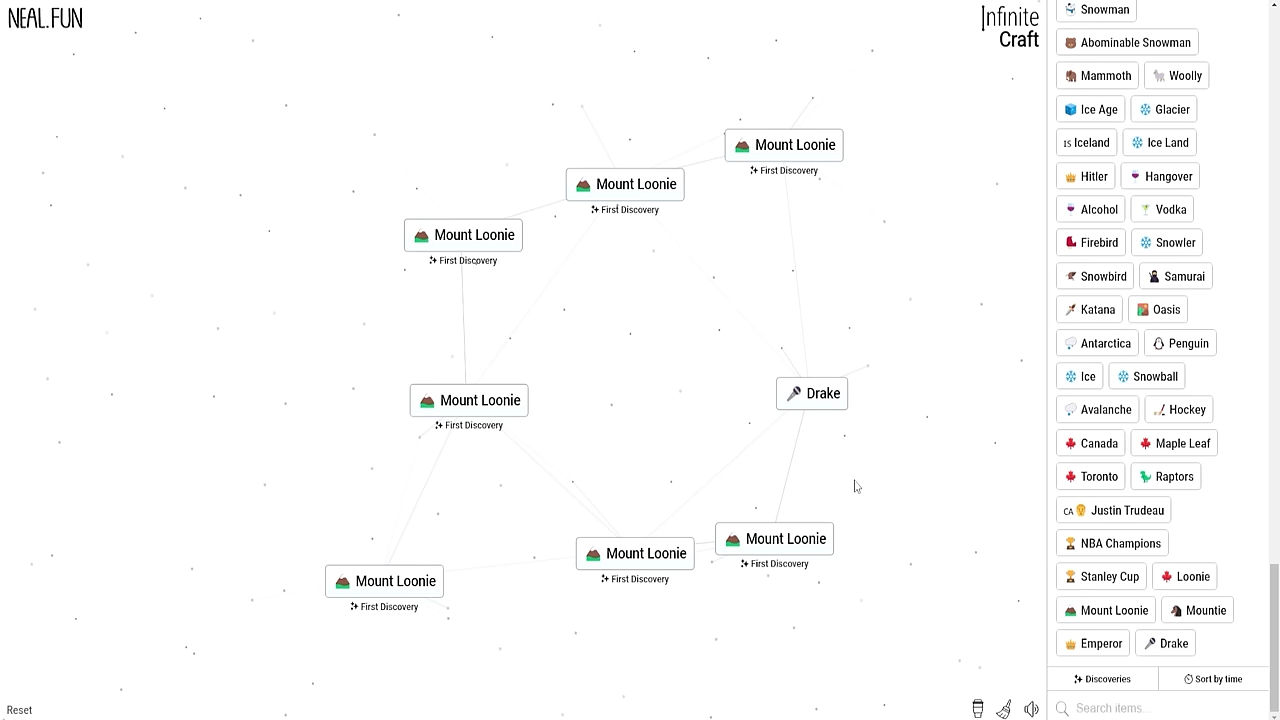 NEAL.FUN
Infinite
Craft
Mount Loonie
First Discovery
Mount Loonie
First Discovery
Mount Loonie
First Discovery
Mount Loonie
First Discovery
Drake
Mount Loonie
First Discovery
Mount Loonie
First Discovery
Mount Loonie
First Discovery
Reset
Snowman
Abominable Snowman
Mammoth Woolly
Ice Age Glacier
IS Iceland Ice Land
Hitler Hangover
Alcohol Vodka
Firebird Snowler
Snowbird Samurai
Katana Oasis
Antarctica Penguin
Ice Snowball
Avalanche Hockey
Canada Maple Leaf
Toronto Raptors
CA Justin Trudeau
NBA Champions
Stanley Cup Loonie
Mount Loonie Mountie
Emperor Drake
Discoveries Sort by time
Search items...